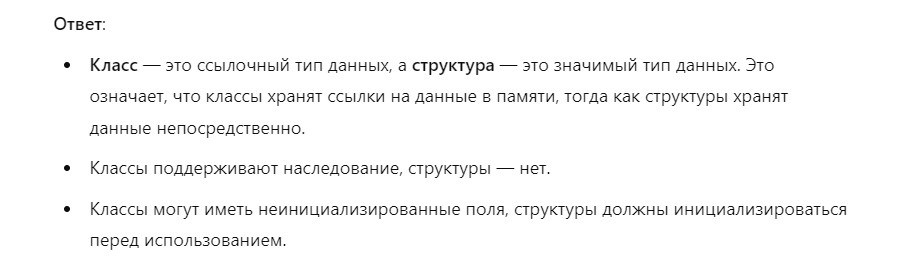 Ответ:
• Класс — это ссылочный тип данных, а структура — это значимый тип данных. Это
означает, что классы хранят ссылки на данные в памяти, тогда как структуры хранят
данные непосредственно.
• Классы поддерживают наследование, структуры — нет.
• Классы могут иметь неинициализированные поля, структуры должны инициализироваться
перед использованием.